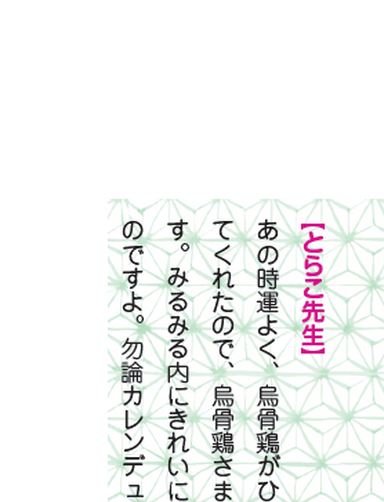 【とらこ先生】
あの時運よく、烏骨鶏がひ
てくれたので、烏骨鶏さま
す。みるみる内にきれいに
のですよ。勿論カレンデュ